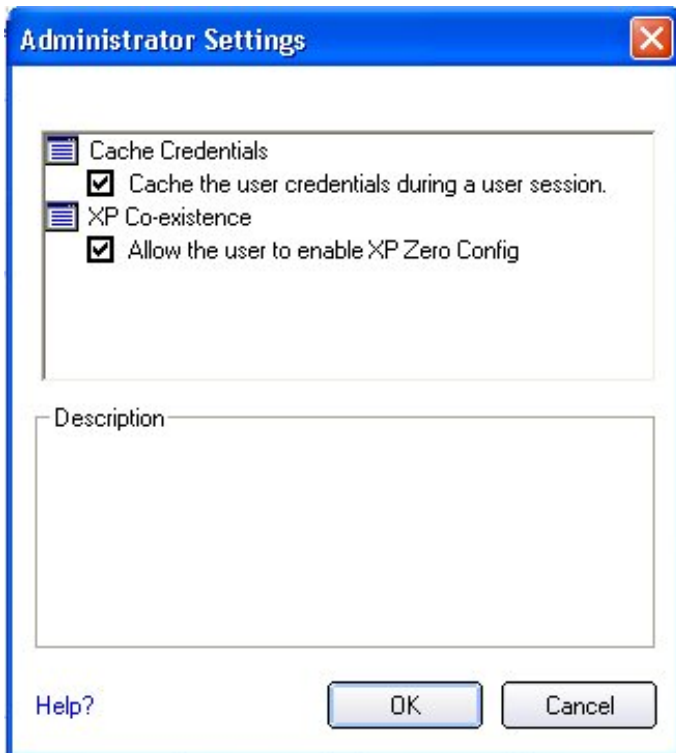 Administrator Settings
Cache Credentials
Cache the user credentials during a user session.
XP Co-existence
Allow the user to enable XP Zero Config
Description
Help?
OK
Cancel